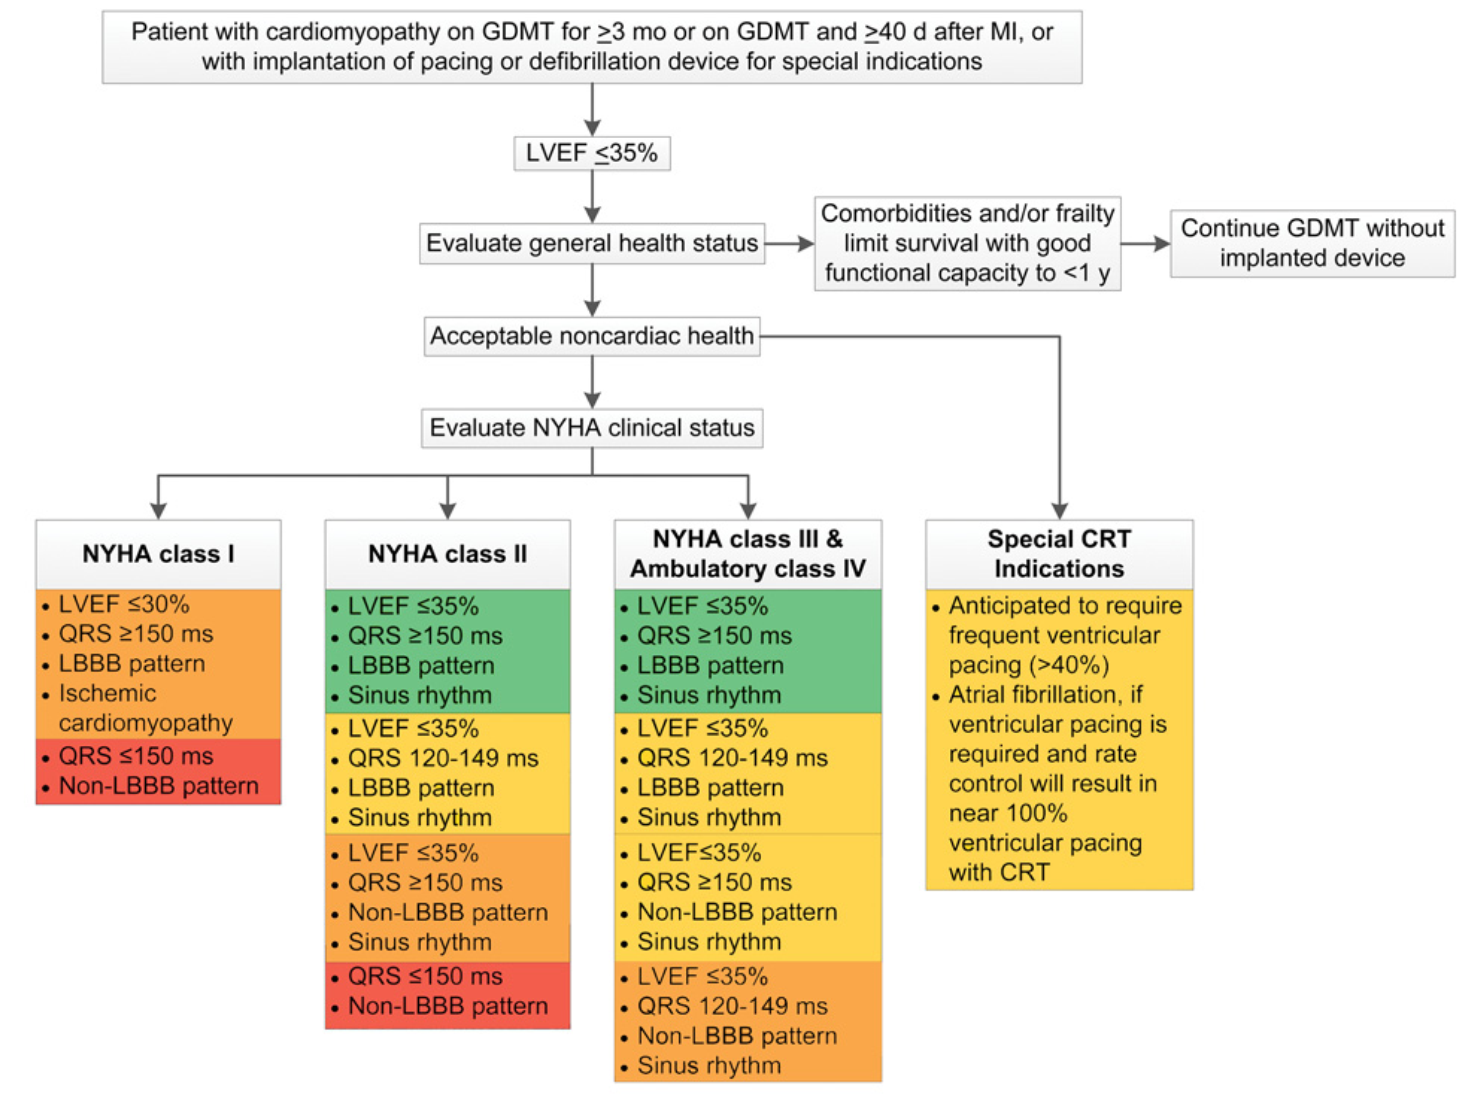 Patient with cardiomyopathy on GDMT for ≥3 mo or on GDMT and ≥40 d after MI, or
with implantation of pacing or defibrillation device for special indications
LVEF ≤35%
Evaluate general health status
Comorbidities and/or frailty
limit survival with good
functional capacity to <1 y
Continue GDMT without
implanted device
Acceptable noncardiac health
Evaluate NYHA clinical status
NYHA class I
• LVEF ≤30%
• QRS ≥150 ms
• LBBB pattern
• Ischemic
cardiomyopathy
• QRS ≤150 ms
• Non-LBBB pattern
NYHA class II
• LVEF ≤35%
• QRS ≥150 ms
• LBBB pattern
• Sinus rhythm
• LVEF ≤35%
• QRS 120-149 ms
• LBBB pattern
• Sinus rhythm
• LVEF ≤35%
• QRS ≥150 ms
• Non-LBBB pattern
• Sinus rhythm
• QRS ≤150 ms
• Non-LBBB pattern
NYHA class III &
Ambulatory class IV
• LVEF ≤35%
• QRS ≥150 ms
• LBBB pattern
• Sinus rhythm
• LVEF ≤35%
• QRS 120-149 ms
• LBBB pattern
• Sinus rhythm
• LVEF≤35%
• QRS ≥150 ms
• Non-LBBB pattern
• Sinus rhythm
• LVEF ≤35%
• QRS 120-149 ms
• Non-LBBB pattern
• Sinus rhythm
Special CRT
Indications
• Anticipated to require
frequent ventricular
pacing (>40%)
• Atrial fibrillation, if
ventricular pacing is
required and rate
control will result in
near 100%
ventricular pacing
with CRT